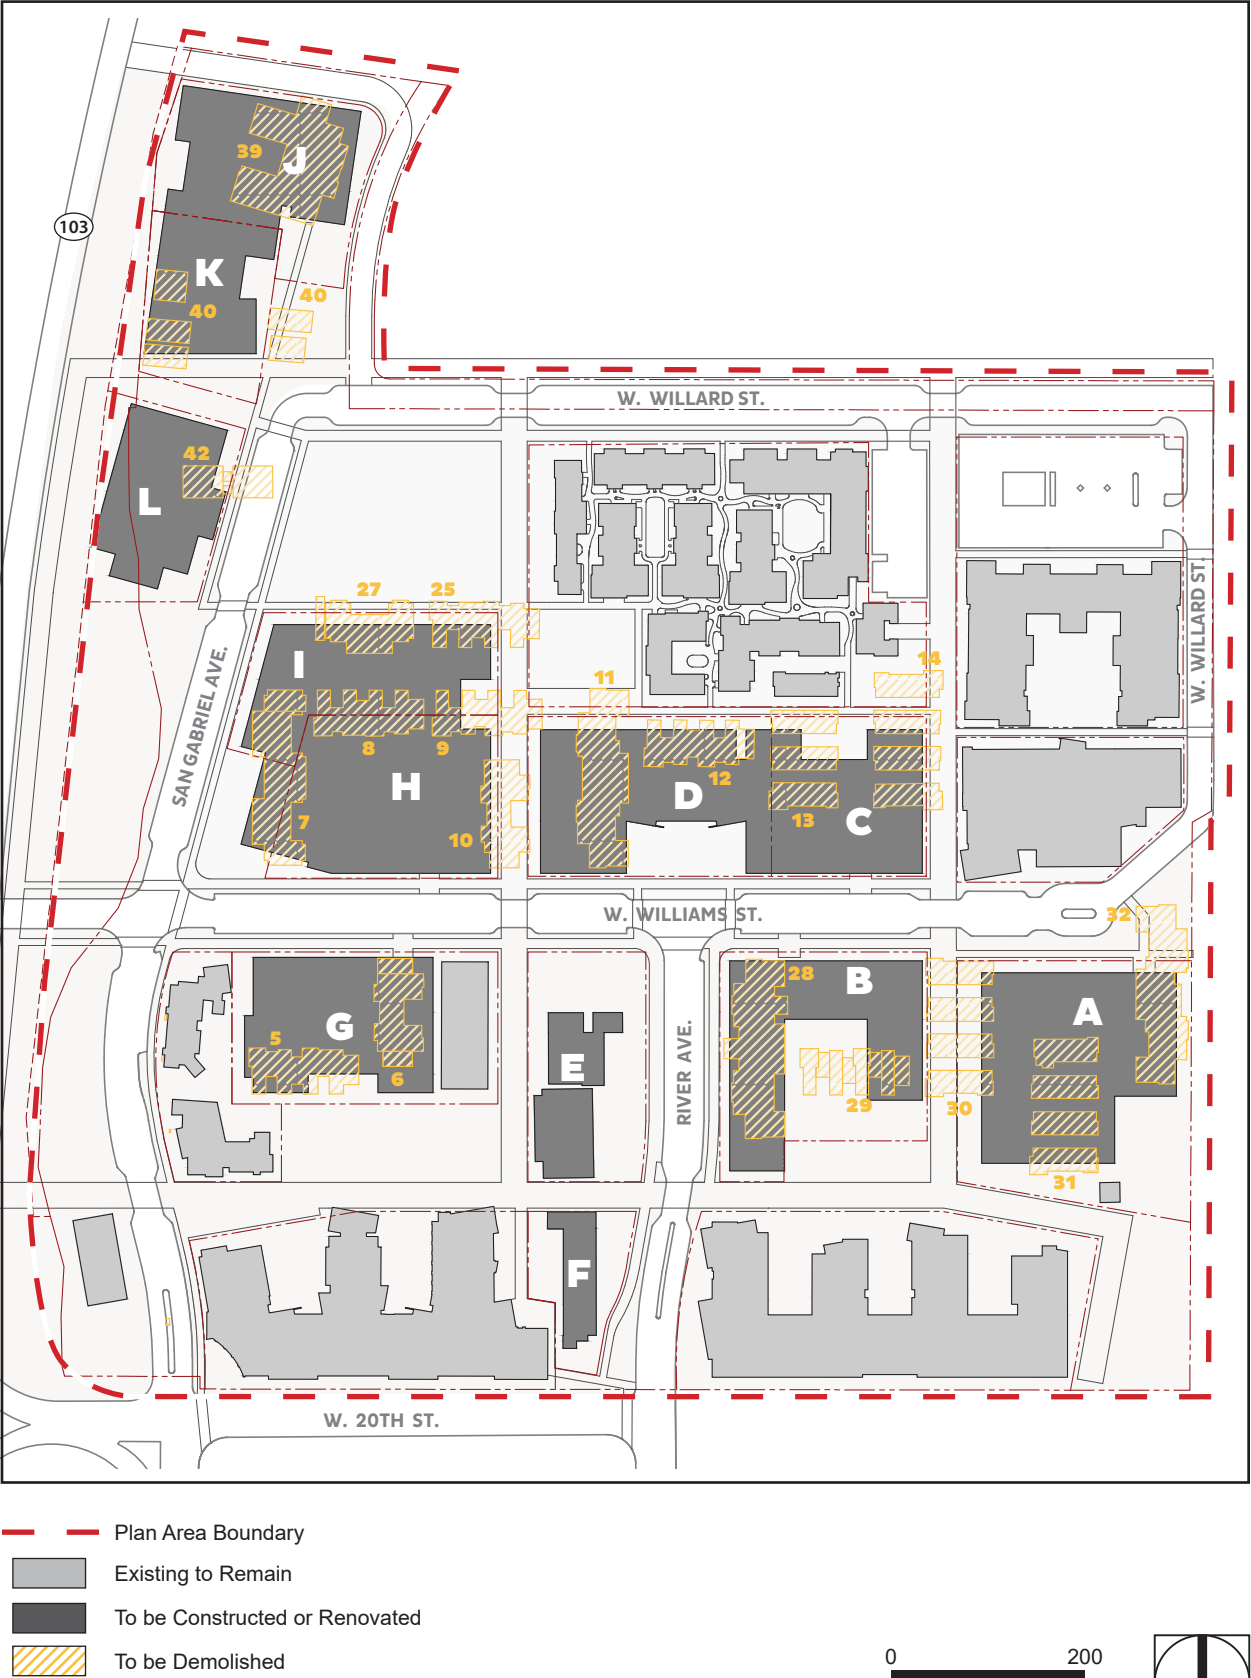 J
39
103
K
40
40
W. WILLARD ST.
42
L
27
25
W. WILLARD ST.
14
I
11
SAN GABRIEL AVE.
8
9
12
H
D
7
13
C
10
W. WILLIAMS ST.
32
28
B
A
G
5
E
6
RIVER AVE.
29
30
31
F
W. 20TH ST.
Plan Area Boundary
Existing to Remain
To be Constructed or Renovated
To be Demolished
0 200